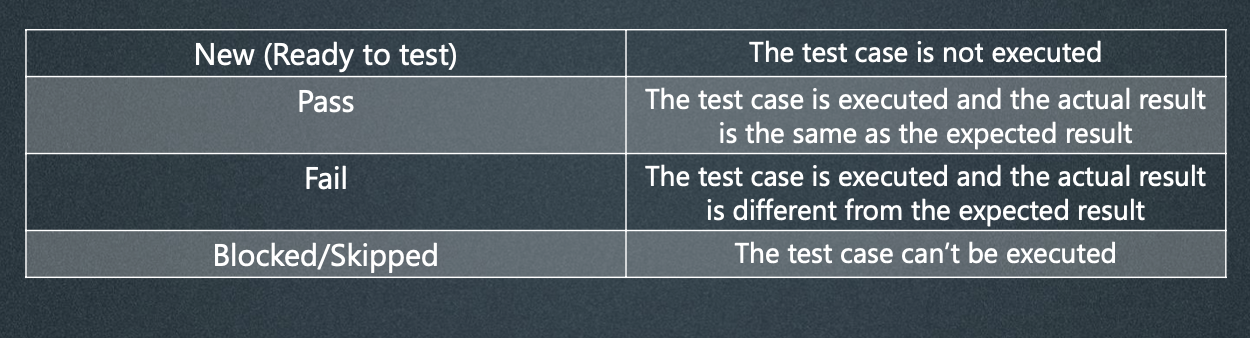 New (Ready to test)
The test case is not executed
Pass
The test case is executed and the actual result
is the same as the expected result
Fail
The test case is executed and the actual result
is different from the expected result
Blocked/Skipped
The test case can’t be executed